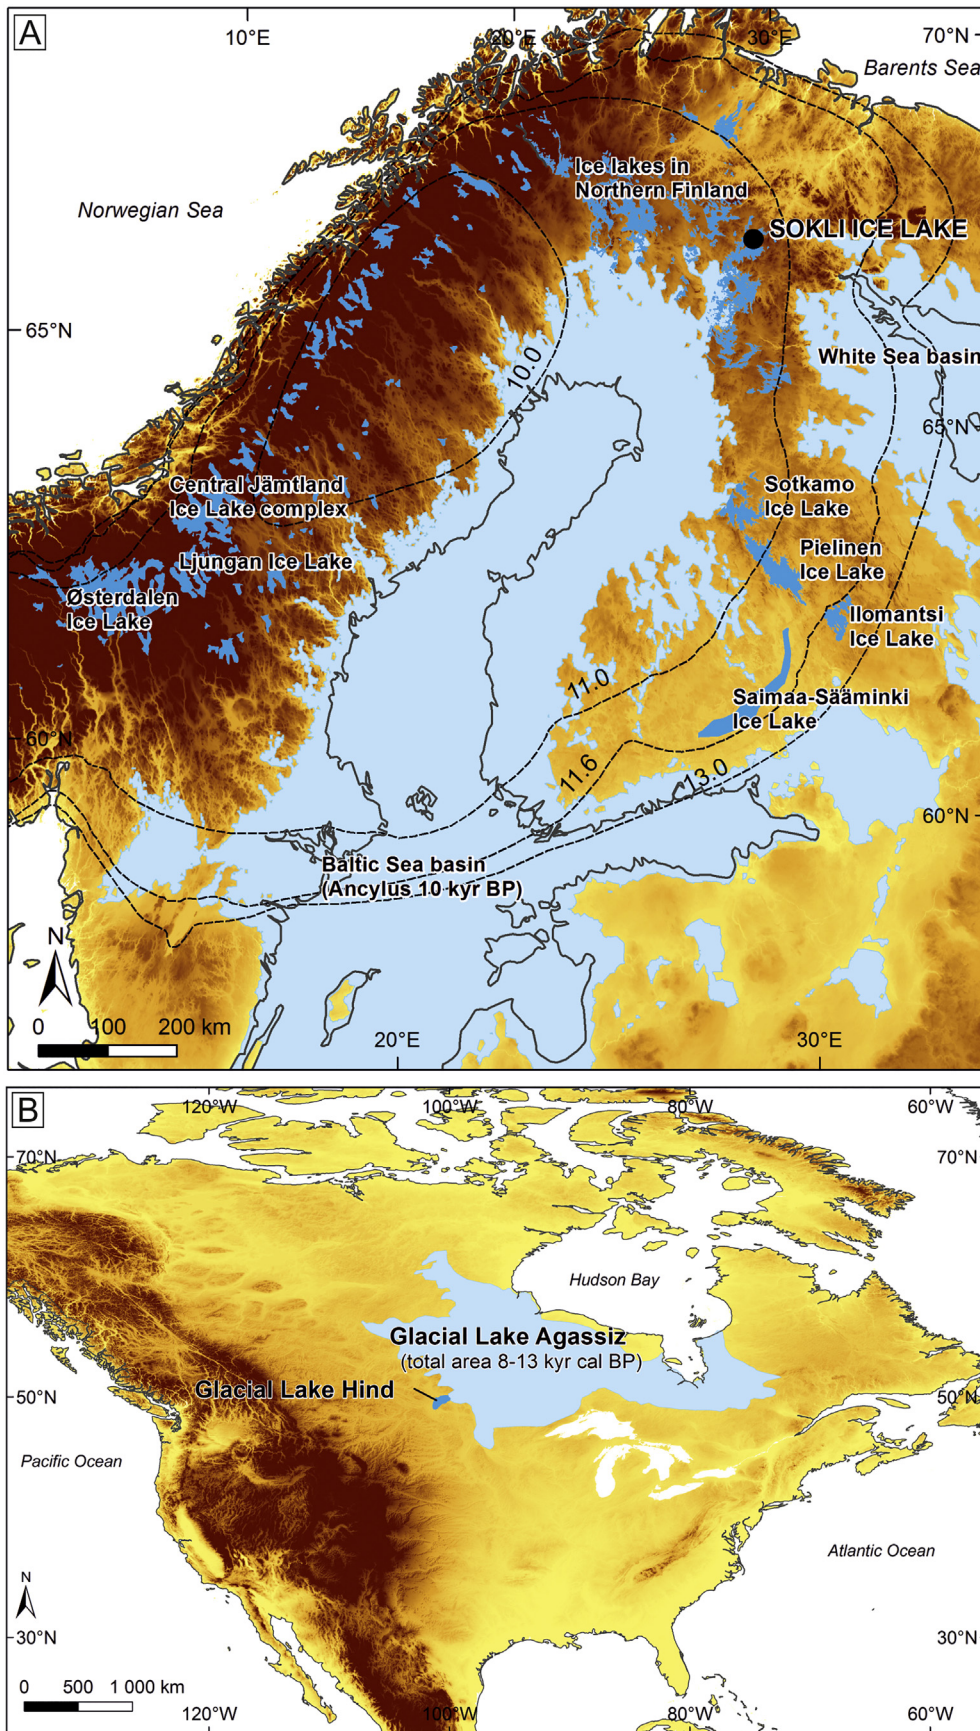 A
10°E
20°E
30°E
70°N
Barents Sea
Ice lakes in
Northern Finland
Norwegian Sea
SOKLI ICE LAKE
65°N
10.0
White Sea basin
65°N
Central Jämtland
Ice Lake complex
Sotkamo
Ice Lake
Ljungan Ice Lake
Pielinen
Ice Lake
Østerdalen
Ice Lake
Ilomantsi
Ice Lake
11.0
Saimaa-Sääminki
Ice Lake
60°N
11.6
13.0
60°N
Baltic Sea basin
(Ancylus 10 kyr BP)
N
0 100 200 km
20°E
30°E
B
120°W
100°W
80°W
60°W
70°N
70°N
Hudson Bay
Glacial Lake Agassiz
(total area 8-13 kyr cal BP)
Glacial Lake Hind
50°N
50°N
Pacific Ocean
Atlantic Ocean
N
30°N
30°N
0 500 1 000 km
120°W
100°W
80°W
60°W